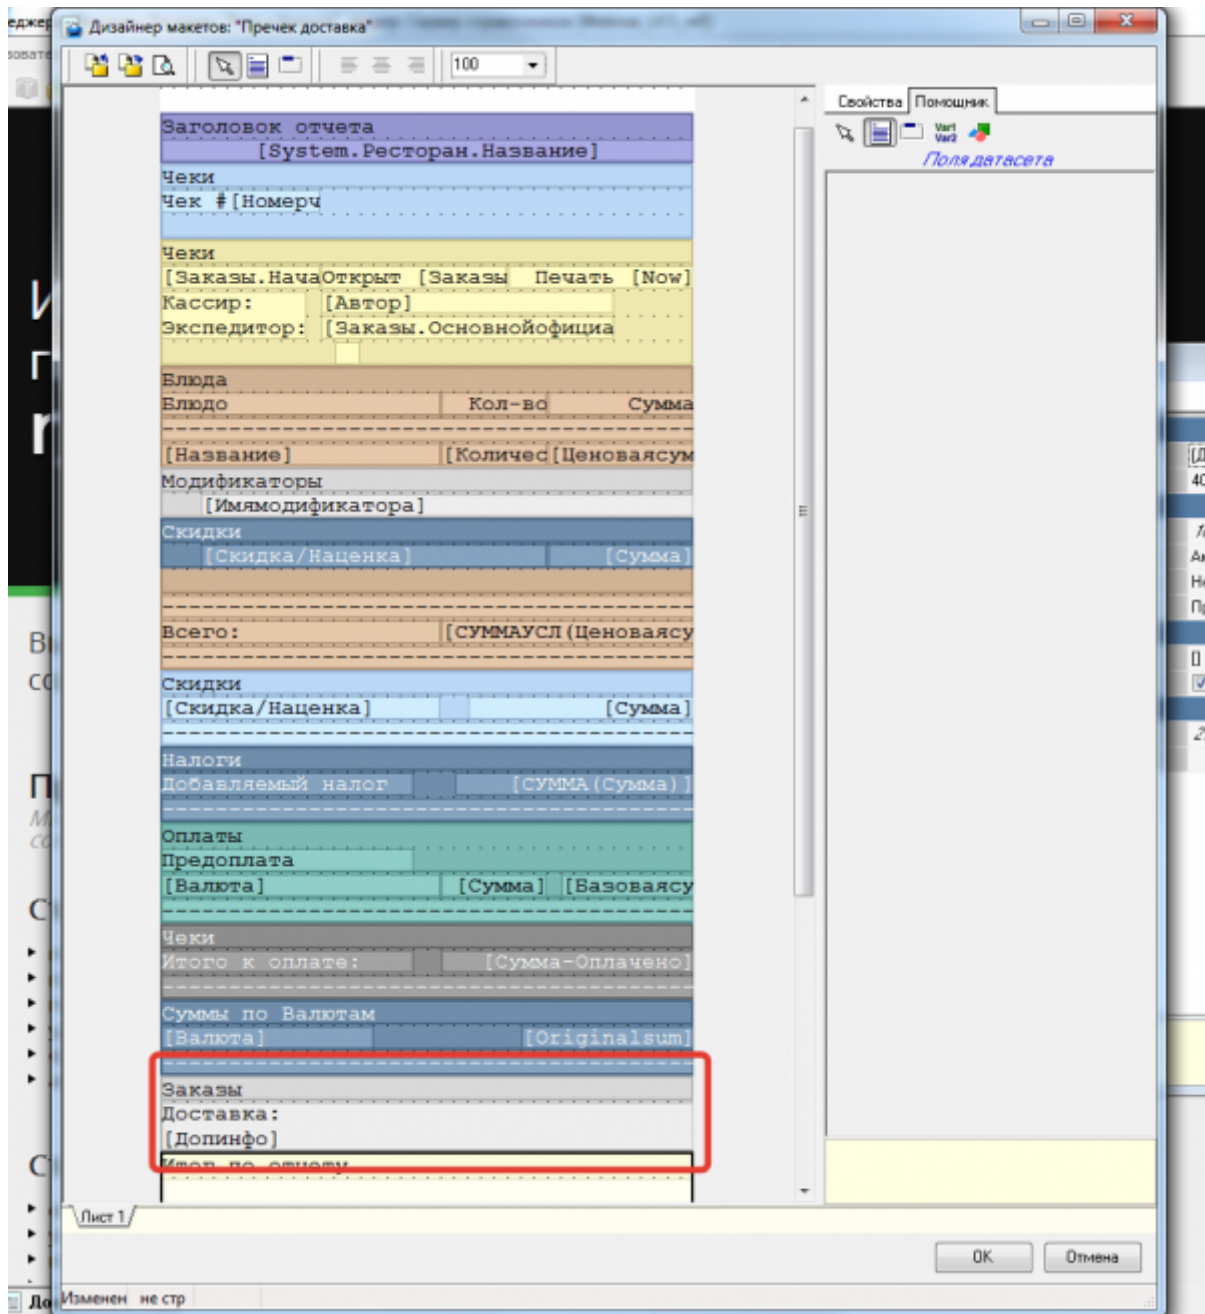 Дизайнер макетов: "Пречек доставка"
100
Свойства Помощник
Var1
Var2
Поля датасета
Заголовок отчета
[System.Ресторан.Название]
Чеки
Чек #[Номерч
Чеки
[Заказы.НачаОткрыт [Заказы Печать [Now]
Кассир: [Автор]
Экспедитор: [Заказы.Основнойофициа
Блюда
Блюдо Кол-во Сумма
[Название] [Количес[Ценоваясум
Модификаторы
[Имямодификатора]
Скидки
[Скидка/Наценка] [Сумма]
Всего: [СУММАУСЛ(Ценоваясу
Скидки
[Скидка/Наценка] [Сумма]
Налоги
Добавляемый налог [СУММА(Сумма)]
Оплаты
Предоплата
[Валюта] [Сумма] [Базоваясу
Чеки
Итого к оплате: [Сумма-Оплачено]
Суммы по Валютам
[Валюта] [Originalsum]
Заказы
Доставка:
[Допинфо]
Итоп по отчету
Лист 1
OK Отмена
Изменен не стр